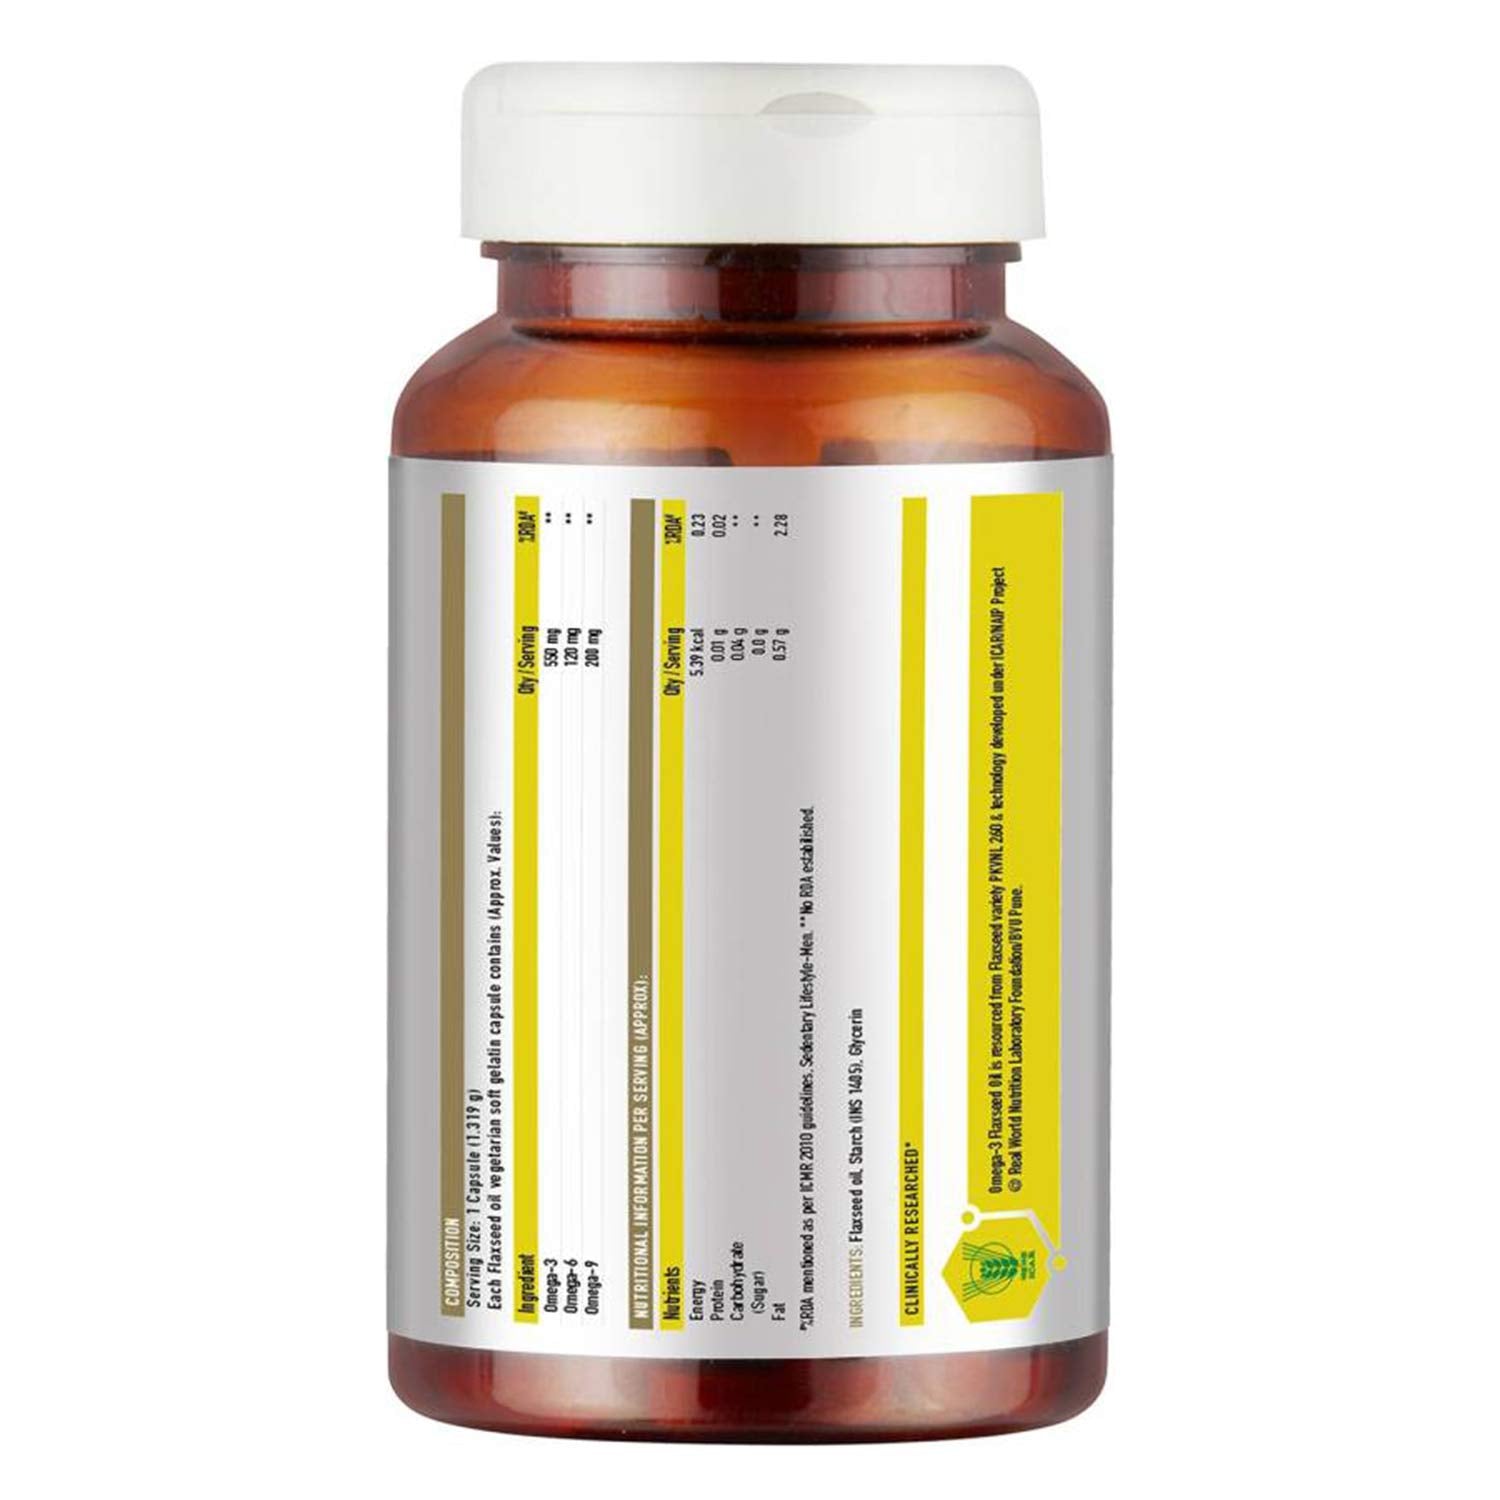 COMPOSITION
Serving Size: 1 Capsule (1.319 g)
Each Flaxseed oil vegetarian soft gelatin capsule contains (Approx. Values):
Ingredient Qty / Serving %RDA#
Omega-3 550 mg **
Omega-6 120 mg **
Omega-9 200 mg **
NUTRITIONAL INFORMATION PER SERVING (APPROX):
Nutrients Qty / Serving %RDA#
Energy 5.39 kcal 0.23
Protein 0.01 g 0.02
Carbohydrate 0.04 g **
(Sugar) 0.0 g **
Fat 0.57 g 2.28
#%RDA mentioned as per ICMR 2010 guidelines, Sedentary Lifestyle-Men. **No RDA established.
INGREDIENTS: Flaxseed oil, Starch (INS 1405), Glycerin
CLINICALLY RESEARCHED*
Omega-3 Flaxseed Oil is resourced from Flaxseed variety PKVNL 260 & technology developed under ICAR/NAIP Project
@ Real World Nutrition Laboratory Foundation/BVU Pune.
ICAR